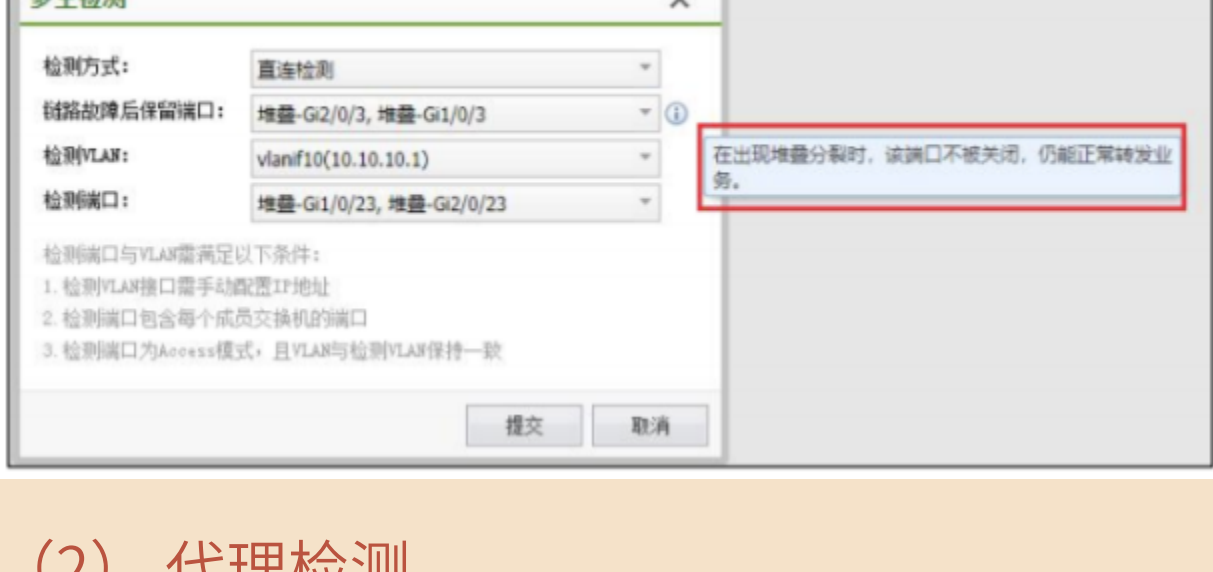 多主检测
检测方式：
直连检测
链路故障后保留端口：
堆叠-Gi2/0/3, 堆叠-Gi1/0/3
在出现堆叠分裂时，该端口不被关闭，仍能正常转发业
务。
检测VLAN：
vlanif10(10.10.10.1)
检测端口：
堆叠-Gi1/0/23, 堆叠-Gi2/0/23
检测端口与VLAN需满足以下条件：
1. 检测VLAN接口需手动配置IP地址
2. 检测端口包含每个成员交换机的端口
3. 检测端口为Access模式，且VLAN与检测VLAN保持一致
提交
取消
（2） 代理检测